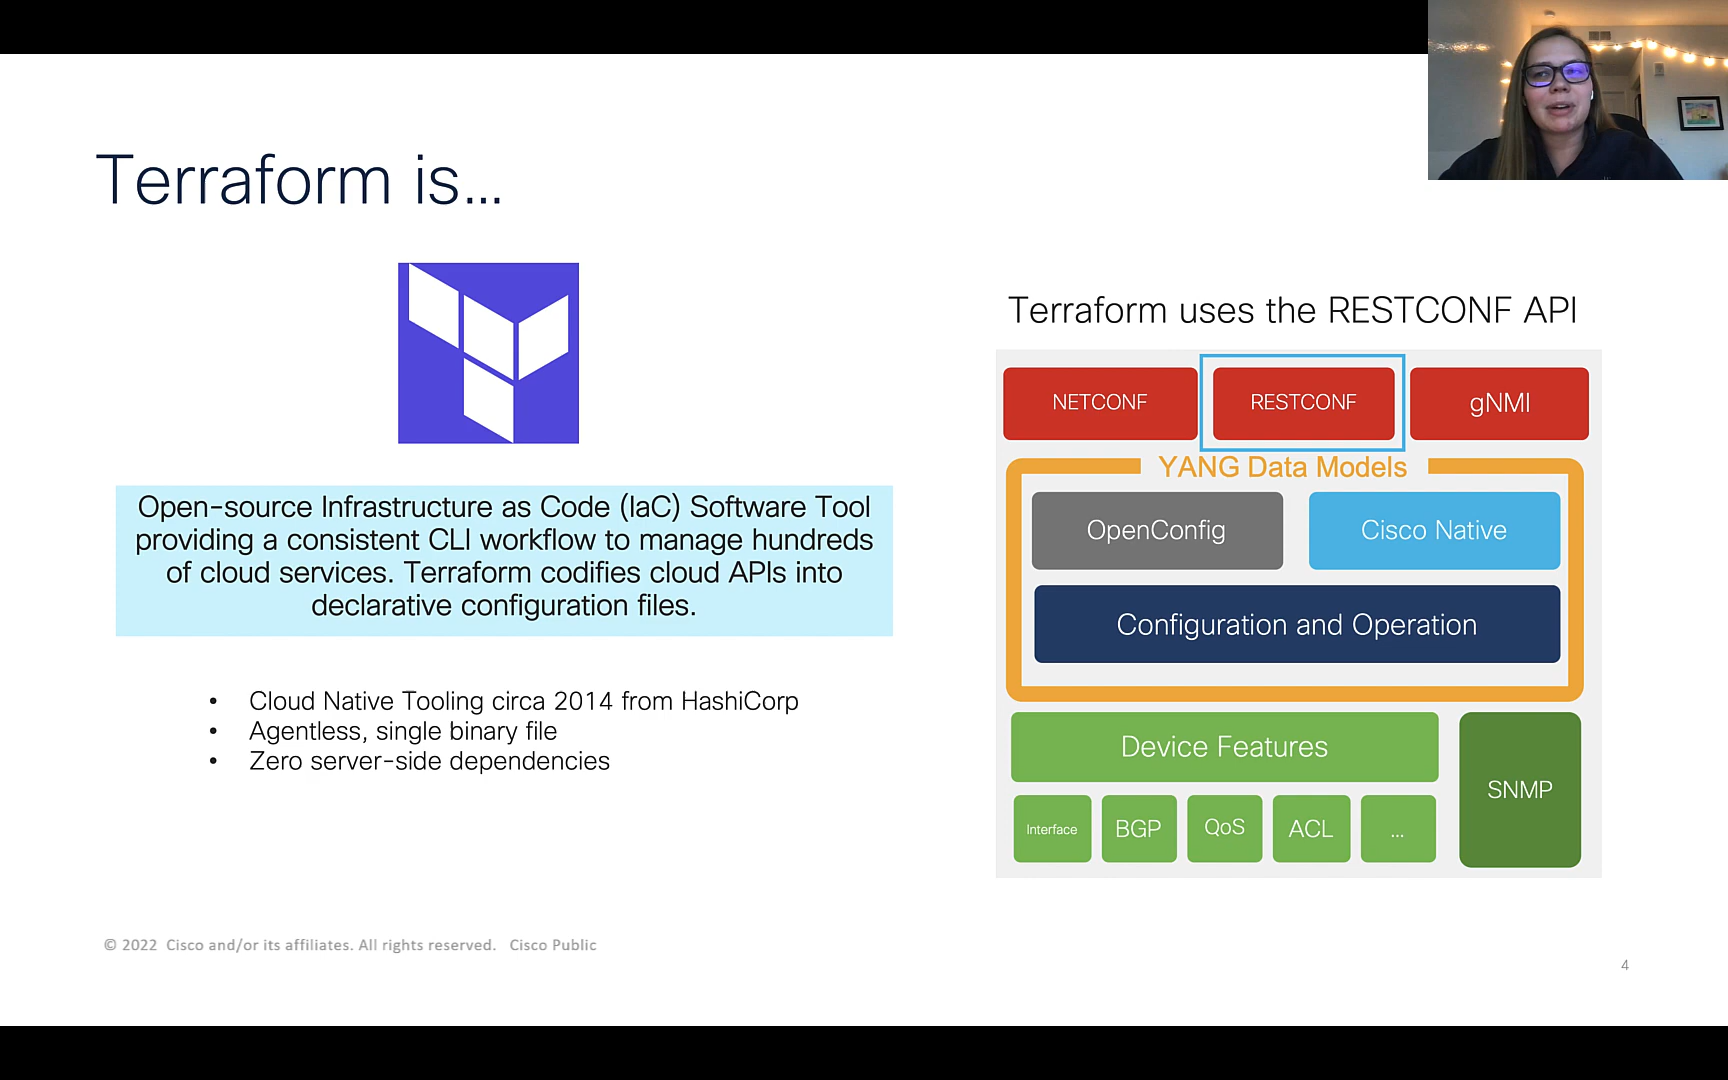 Terraform is...
Open-source Infrastructure as Code (IaC) Software Tool
providing a consistent CLI workflow to manage hundreds
of cloud services. Terraform codifies cloud APIs into
declarative configuration files.
• Cloud Native Tooling circa 2014 from HashiCorp
• Agentless, single binary file
• Zero server-side dependencies
Terraform uses the RESTCONF API
NETCONF
RESTCONF
gNMI
YANG Data Models
OpenConfig
Cisco Native
Configuration and Operation
Device Features
SNMP
Interface
BGP
QoS
ACL
...
© 2022 Cisco and/or its affiliates. All rights reserved. Cisco Public
4